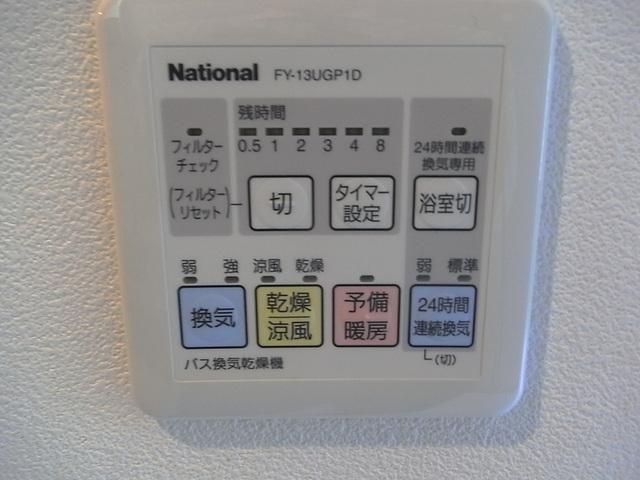 National FY-13UGP1D
残時間
フィルター
チェック
0.5 1 2 3 4 8
24時間連続
換気専用
(フィルター
リセット)
切
タイマー
設定
浴室切
弱 強 涼風 乾燥 弱 標準
換気
乾燥
涼風
予備
暖房
24時間
連続換気
(切)
バス換気乾燥機